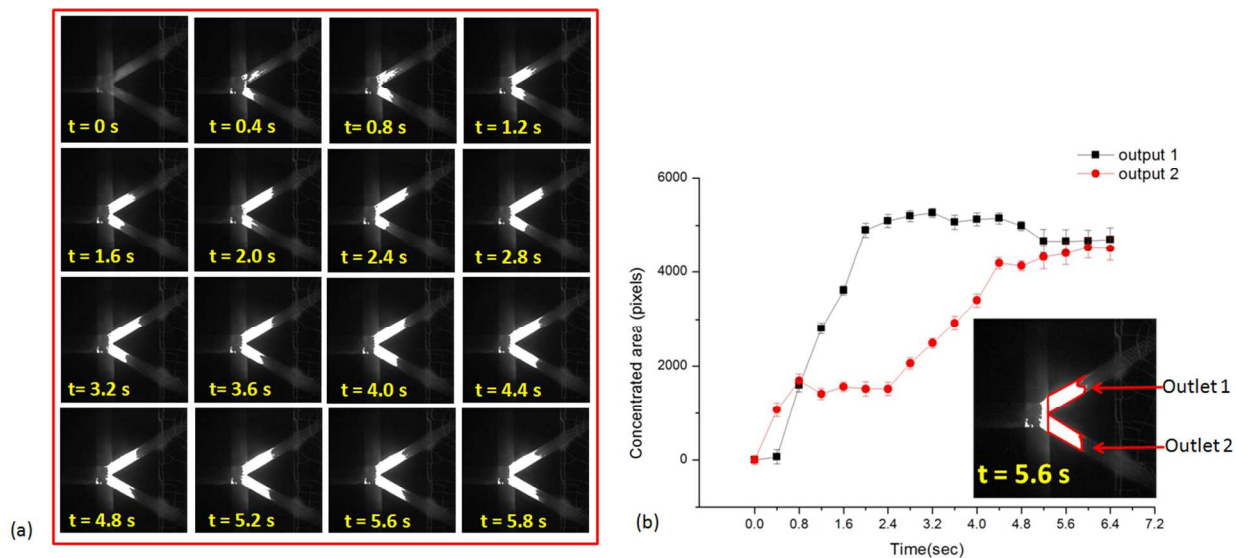 t = 0 s
0.4 s
t= 0.8 s
t = 1.2 s
t = 1.6 s
t = 2.0 s
t = 2.4 s
t = 2.8 s
t= 3.2 s
t = 3.6 s
t= 4.0 s
t = 4.4 s
t = 4.8 s
t = 5.2 s
t = 5.6 s
t = 5.8 s
(a)
output 1
output 2
6000
4000
2000
0
Concentrated area (pixels)
Outlet 1
Outlet 2
t = 5.6 s
0.0 0.8 1.6 2.4 3.2 4.0 4.8 5.6 6.4 7.2
Time(sec)
(b)